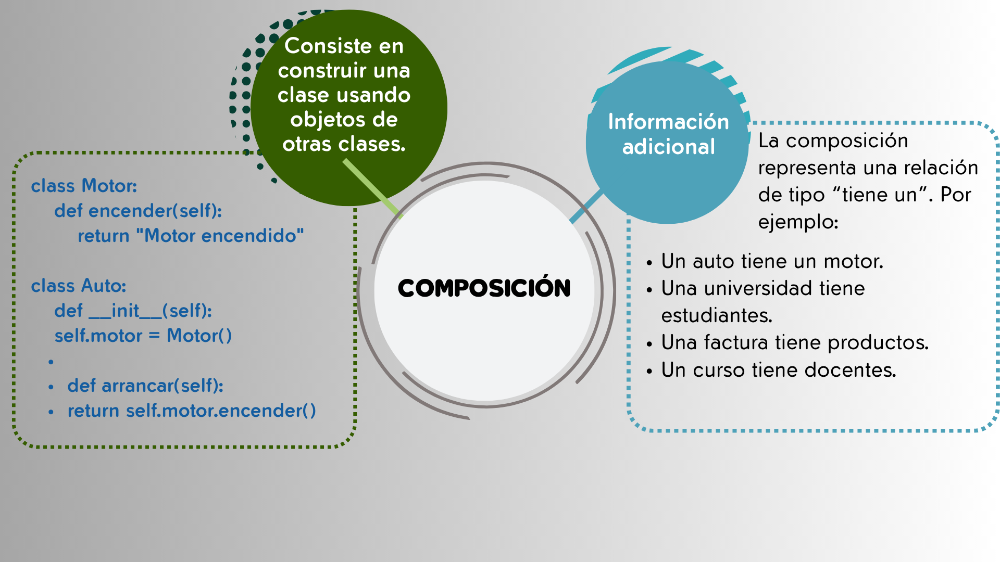 Consiste en
construir una
clase usando
objetos de
otras clases.
class Motor:
def encender(self):
return "Motor encendido"
class Auto:
def __init__(self):
self.motor = Motor()
•
• def arrancar(self):
• return self.motor.encender()
COMPOSICIÓN
Información
adicional
La composición
representa una relación
de tipo “tiene un”. Por
ejemplo:
• Un auto tiene un motor.
• Una universidad tiene
estudiantes.
• Una factura tiene productos.
• Un curso tiene docentes.